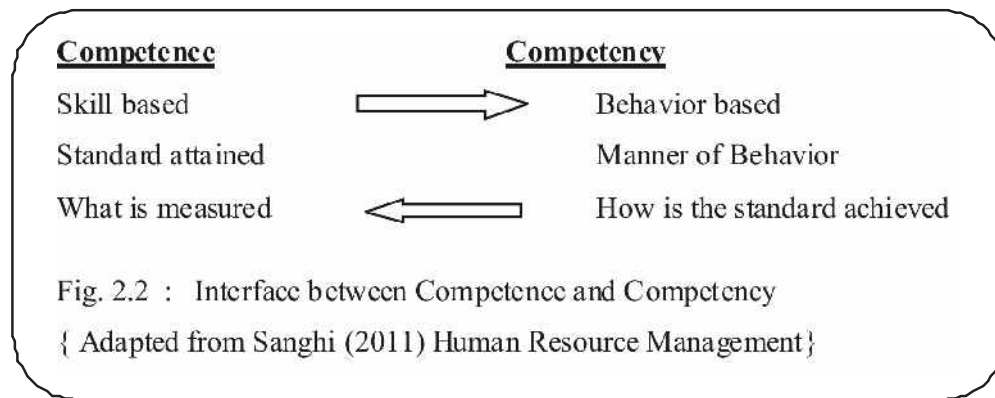 Competence Competency
Skill based Behavior based
Standard attained Manner of Behavior
What is measured How is the standard achieved
Fig. 2.2 : Interface between Competence and Competency
{ Adapted from Sanghi (2011) Human Resource Management}